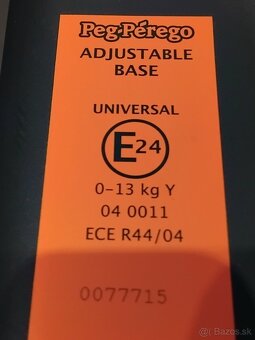 Peg-Pérego
ADJUSTABLE
BASE
UNIVERSAL
E24
0-13 kg Y
04 0011
ECE R44/04
0077715
Bazos.sk